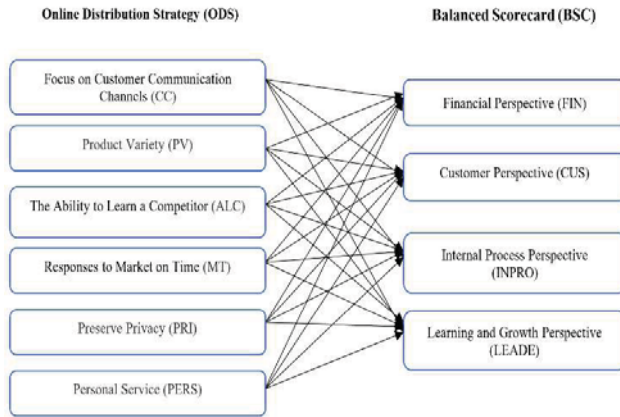 Online Distribution Strategy (ODS)
Balanced Scorecard (BSC)
Focus on Customer Communication
Channels (CC)
Product Variety (PV)
The Ability to Learn a Competitor (ALC)
Responses to Market on Time (MT)
Preserve Privacy (PRI)
Personal Service (PERS)
Financial Perspective (FIN)
Customer Perspective (CUS)
Internal Process Perspective
(INPRO)
Learning and Growth Perspective
(LEADE)